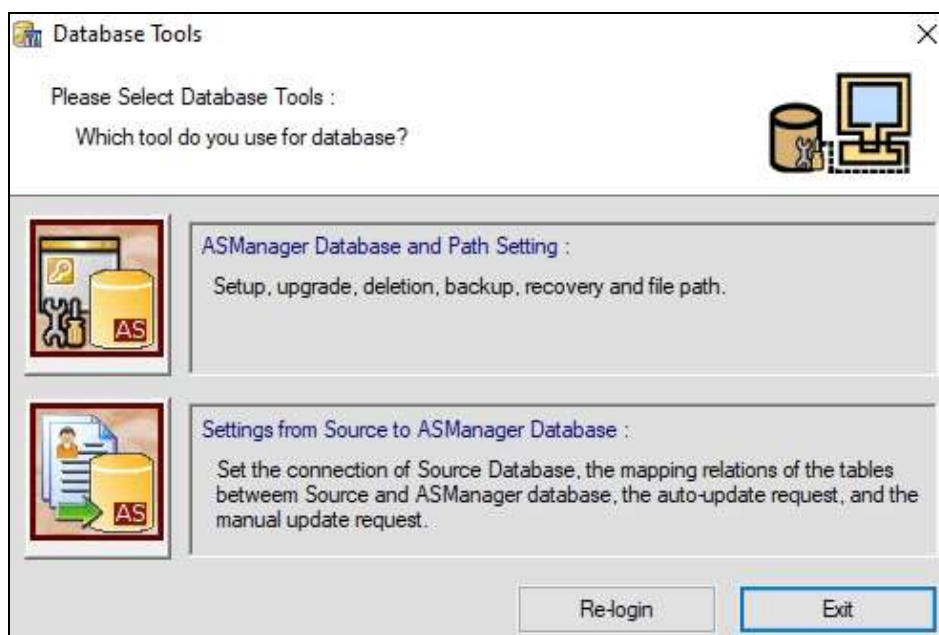 Database Tools
Please Select Database Tools :
Which tool do you use for database?
AS
ASManager Database and Path Setting :
Setup, upgrade, deletion, backup, recovery and file path.
AS
Settings from Source to ASManager Database :
Set the connection of Source Database, the mapping relations of the tables
betweem Source and ASManager database, the auto-update request, and the
manual update request.
Re-login
Exit